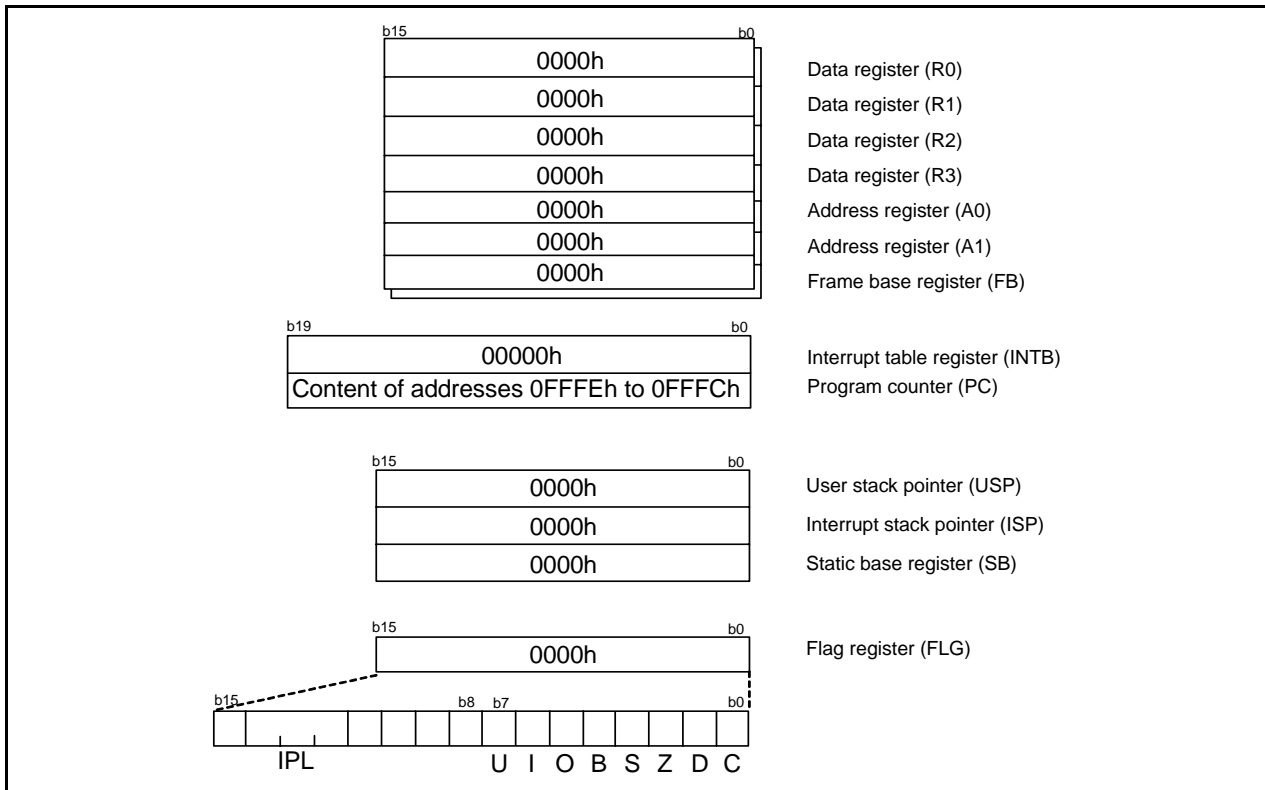 b15 b0
0000h Data register (R0)
0000h Data register (R1)
0000h Data register (R2)
0000h Data register (R3)
0000h Address register (A0)
0000h Address register (A1)
0000h Frame base register (FB)
b19 b0
00000h Interrupt table register (INTB)
Content of addresses 0FFFEh to 0FFFCh Program counter (PC)
b15 b0
0000h User stack pointer (USP)
0000h Interrupt stack pointer (ISP)
0000h Static base register (SB)
b15 b0
0000h Flag register (FLG)
b15 b8 b7 b0
IPL U I O B S Z D C